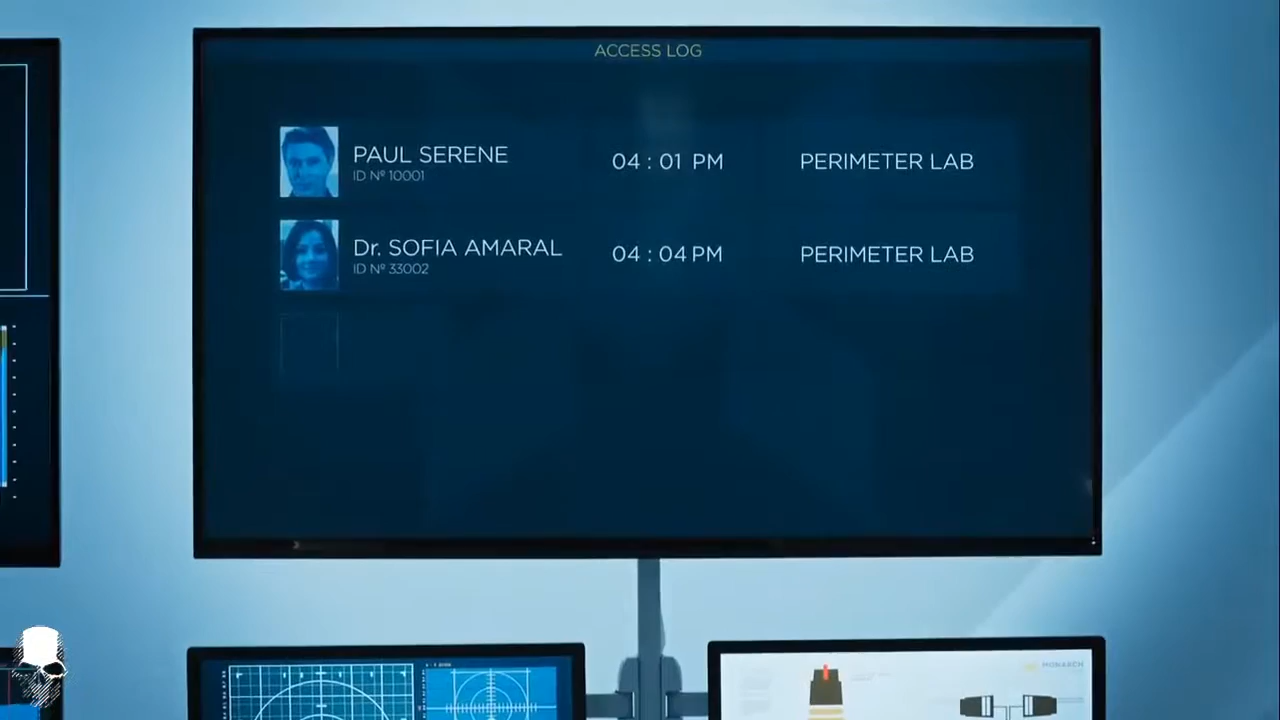 ACCESS LOG
PAUL SERENE
ID Nº 10001
04 : 01 PM
PERIMETER LAB
Dr. SOFIA AMARAL
ID Nº 33002
04 : 04 PM
PERIMETER LAB
MONARCH